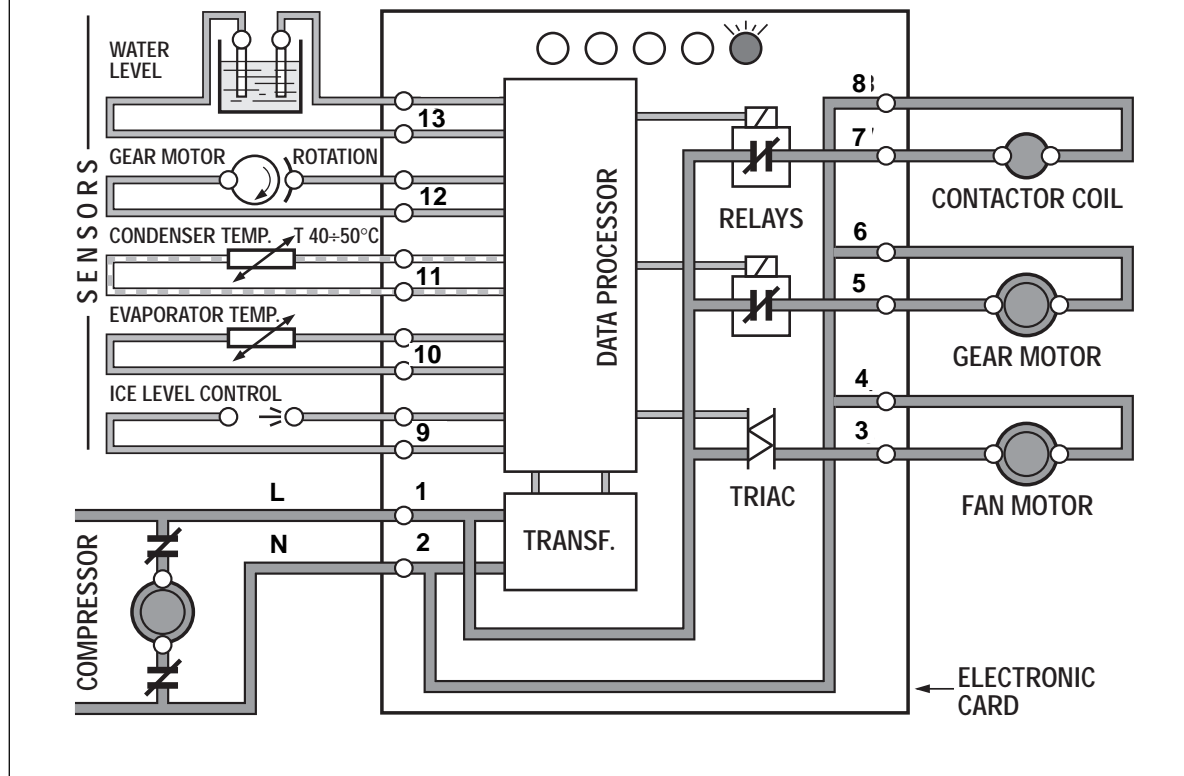 WATER
LEVEL
13
GEAR MOTOR
ROTATION
12
CONDENSER TEMP.
T 40÷50°C
11
EVAPORATOR TEMP.
10
ICE LEVEL CONTROL
9
SENSORS
DATA PROCESSOR
RELAYS
TRIAC
TRANSF.
8
7
CONTACTOR COIL
6
5
GEAR MOTOR
4
3
FAN MOTOR
L
1
N
2
COMPRESSOR
ELECTRONIC
CARD